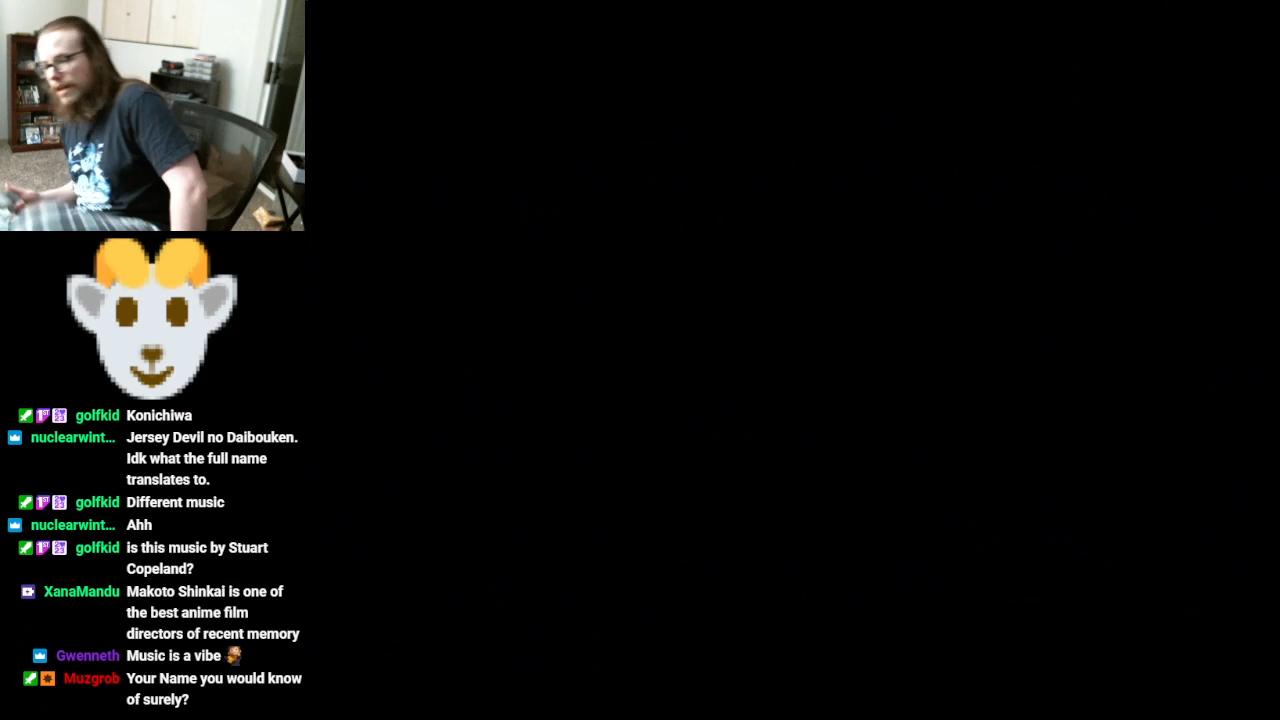 golfkid Konichiwa
nuclearwint... Jersey Devil no Daibouken.
Idk what the full name
translates to.
golfkid Different music
nuclearwint... Ahh
golfkid is this music by Stuart
Copeland?
XanaMandu Makoto Shinkai is one of
the best anime film
directors of recent memory
Gwenneth Music is a vibe
Muzgrob Your Name you would know
of surely?